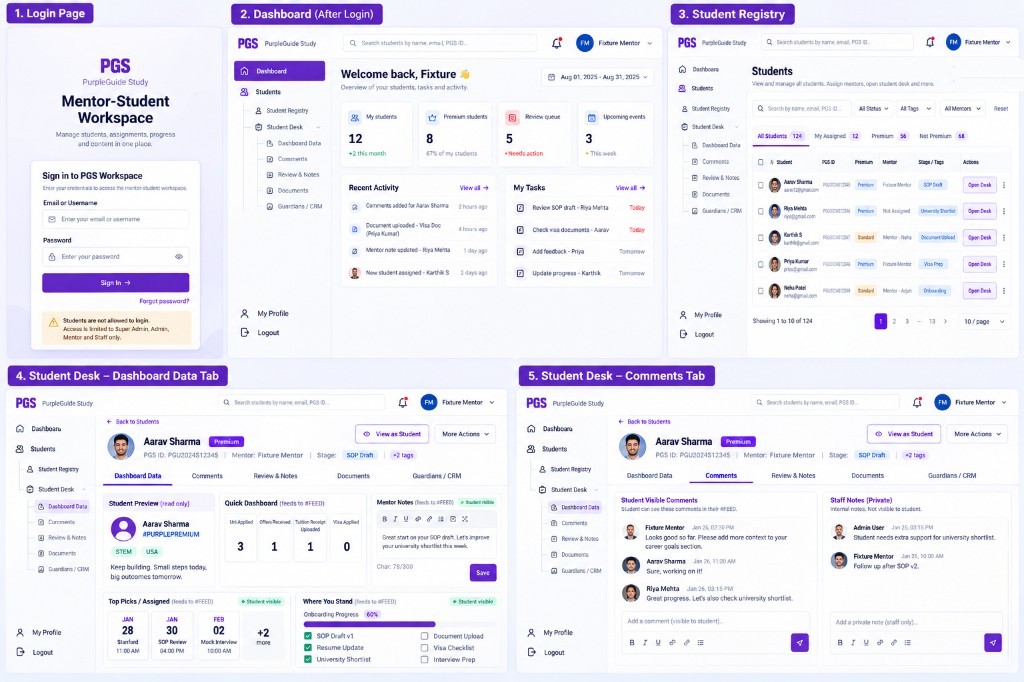 1. Login Page
PGS
PurpleGuide Study
Mentor-Student
Workspace
Manage students, assignments, progress
and content in one place.
Sign in to PGS Workspace
Enter your credentials to access the mentor-student workspace.
Email or Username
Enter your email or username
Password
Enter your password
Sign In →
Forgot password?
Students are not allowed to login.
Access is limited to Super Admin, Admin,
Mentor and Staff only.
2. Dashboard (After Login)
PGS PurpleGuide Study
Search students by name, email, PGS ID...
FM Fixture Mentor
Dashboard
Students
Student Registry
Student Desk
Dashboard Data
Comments
Review & Notes
Documents
Guardians / CRM
My Profile
Logout
Welcome back, Fixture 👋
Overview of your students, tasks and activity.
Aug 01, 2025 - Aug 31, 2025
My students
12
+2 this month
Premium students
8
67% of my students
Review queue
5
Needs action
Upcoming events
3
This week
Recent Activity
View all →
Comments added for Aarav Sharma 2 hours ago
Document uploaded - Visa Doc
(Priya Kumar) 4 hours ago
Mentor note updated - Riya Mehta 1 day ago
New student assigned - Karthik S 2 days ago
My Tasks
View all →
Review SOP draft - Riya Mehta Today
Check visa documents - Aarav Today
Add feedback - Priya Tomorrow
Update progress - Karthik Tomorrow
3. Student Registry
PGS PurpleGuide Study
Search students by name, email, PGS ID...
FM Fixture Mentor
Dashboaru
Students
Student Registry
Student Desk
Dashboard Data
Comments
Review & Notes
Documents
Guardians / CRM
My Profile
Logout
Students
View and manage all students. Assign mentors, open student desk and more.
Search by name, email, PGS ID...
All Status
All Tags
All Mentors
Reset
All Students 124
My Assigned 12
Premium 56
Net Premium 68
Student PGS ID Premium Mentor Stage / Tags Actions
Aarav Sharma Premium Fixture Mentor SOP Draft Open Desk
Riya Mehta Premium Not Assigned University Shortlist Open Desk
Karthik S Standard Mentor - Neha Document Upload Open Desk
Priya Kumar Premium Fixture Mentor Visa Prep Open Desk
Nehu Patel Standard Mentor - Arjun Onboarding Open Desk
Showing 1 to 10 of 124
1 2 3 ... 13 >
10 / page
4. Student Desk – Dashboard Data Tab
PGS PurpleGuide Study
Search students by name, email, PGS ID...
FM Fixture Mentor
Dashboaru
Students
Student Registry
Student Desk
Dashboard Data
Comments
Review & Notes
Documents
Guardians / CRM
My Profile
Logout
← Back to Students
Aarav Sharma Premium
PGS ID: PGU2024S12345 | Mentor: Fixture Mentor | Stage: SOP Draft | +2 tags
View as Student
More Actions
Dashboard Data
Comments
Review & Notes
Documents
Guardians / CRM
Student Preview (read only)
Aarav Sharma
#PURPLEPREMIUM
STEM USA
Keep building. Small steps today,
big outcomes tomorrow.
Quick Dashboard (feeds to #FEED)
Uni Applied
3
Offers Received
1
Tuition Receipt
Uploaded
1
Visa Applied
0
Mentor Notes (feeds to #FEED) Student visible
B I U
Great start on your SOP draft. Let's improve
your university shortlist this week.
Char: 78/300
Save
Top Picks / Assigned (feeds to #FEED) Student visible
JAN
28
Stanford
11:00 AM
JAN
30
SOP Review
04:00 PM
FEB
02
Mock Interview
10:00 AM
+2
more
Where You Stand (feeds to #FEED) Student visible
Onboarding Progress 60%
SOP Draft v1
Resume Update
University Shortlist
Document Upload
Visa Checklist
Interview Prep
5. Student Desk – Comments Tab
PGS PurpleGuide Study
Search students by name, email, PGS ID...
FM Fixture Mentor
Dashboaru
Students
Student Registry
Student Desk
Dashboard Data
Comments
Review & Notes
Documents
Guardians / CRM
My Profile
Logout
← Back to Students
Aarav Sharma Premium
PGS ID: PGU2024S12345 | Mentor: Fixture Mentor | Stage: SOP Draft | +2 tags
View as Student
More Actions
Dashboard Data
Comments
Review & Notes
Documents
Guardians / CRM
Student Visible Comments
Student can see these comments in their #FEED.
Fixture Mentor Jan 26, 02:30 PM
Looks good so far. Please add more context to your
career goals section.
Aarav Sharma Jan 26, 11:00 AM
Sure, working on it!
Riya Mehta Jan 26, 03:15 PM
Great progress. Let's also check university shortlist.
Add a comment (visible to student)...
B I U
Staff Notes (Private)
Internal notes. Not visible to student.
Admin User Jan 25, 03:15 PM
Student needs extra support for university shortlist.
Fixture Mentor Jan 25, 10:00 AM
Follow up after SOP v2.
Add a private note (staff only)...
B I U